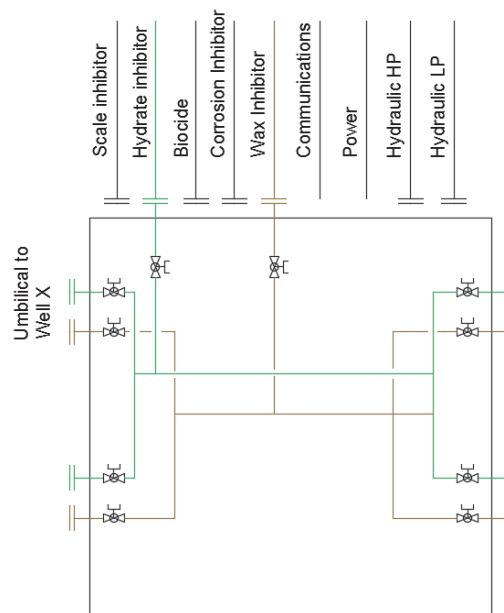 Scale inhibitor
Hydrate inhibitor
Biocide
Corrosion Inhibitor
Wax Inhibitor
Communications
Power
Hydraulic HP
Hydraulic LP
Umbilical to
Well X